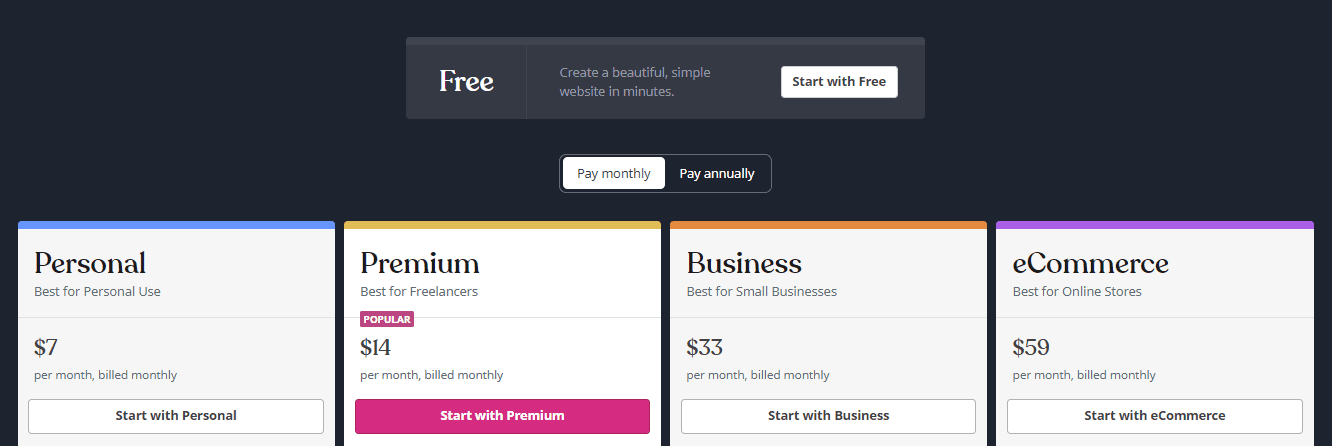 Free
Create a beautiful, simple
website in minutes.
Start with Free
Pay monthly
Pay annually
Personal
Best for Personal Use
$7
per month, billed monthly
Start with Personal
Premium
Best for Freelancers
POPULAR
$14
per month, billed monthly
Start with Premium
Business
Best for Small Businesses
$33
per month, billed monthly
Start with Business
eCommerce
Best for Online Stores
$59
per month, billed monthly
Start with eCommerce